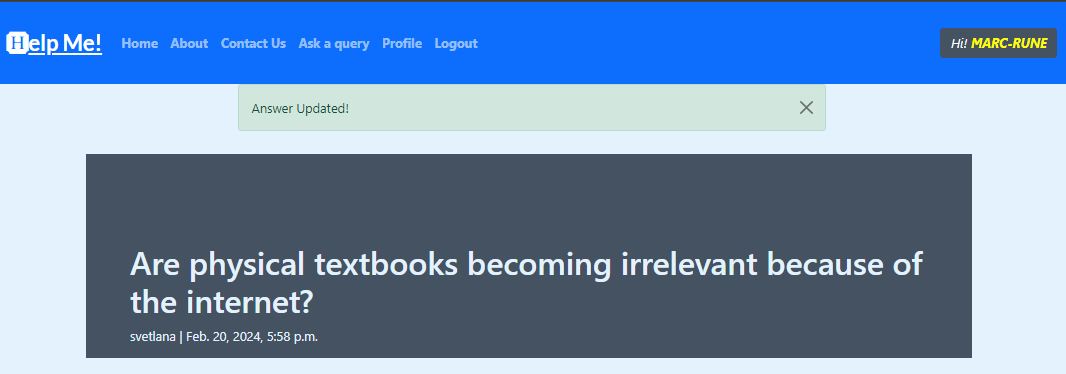 Help Me! Home About Contact Us Ask a query Profile Logout Hi! MARC-RUNE
Answer Updated!
Are physical textbooks becoming irrelevant because of
the internet?
svetlana | Feb. 20, 2024, 5:58 p.m.